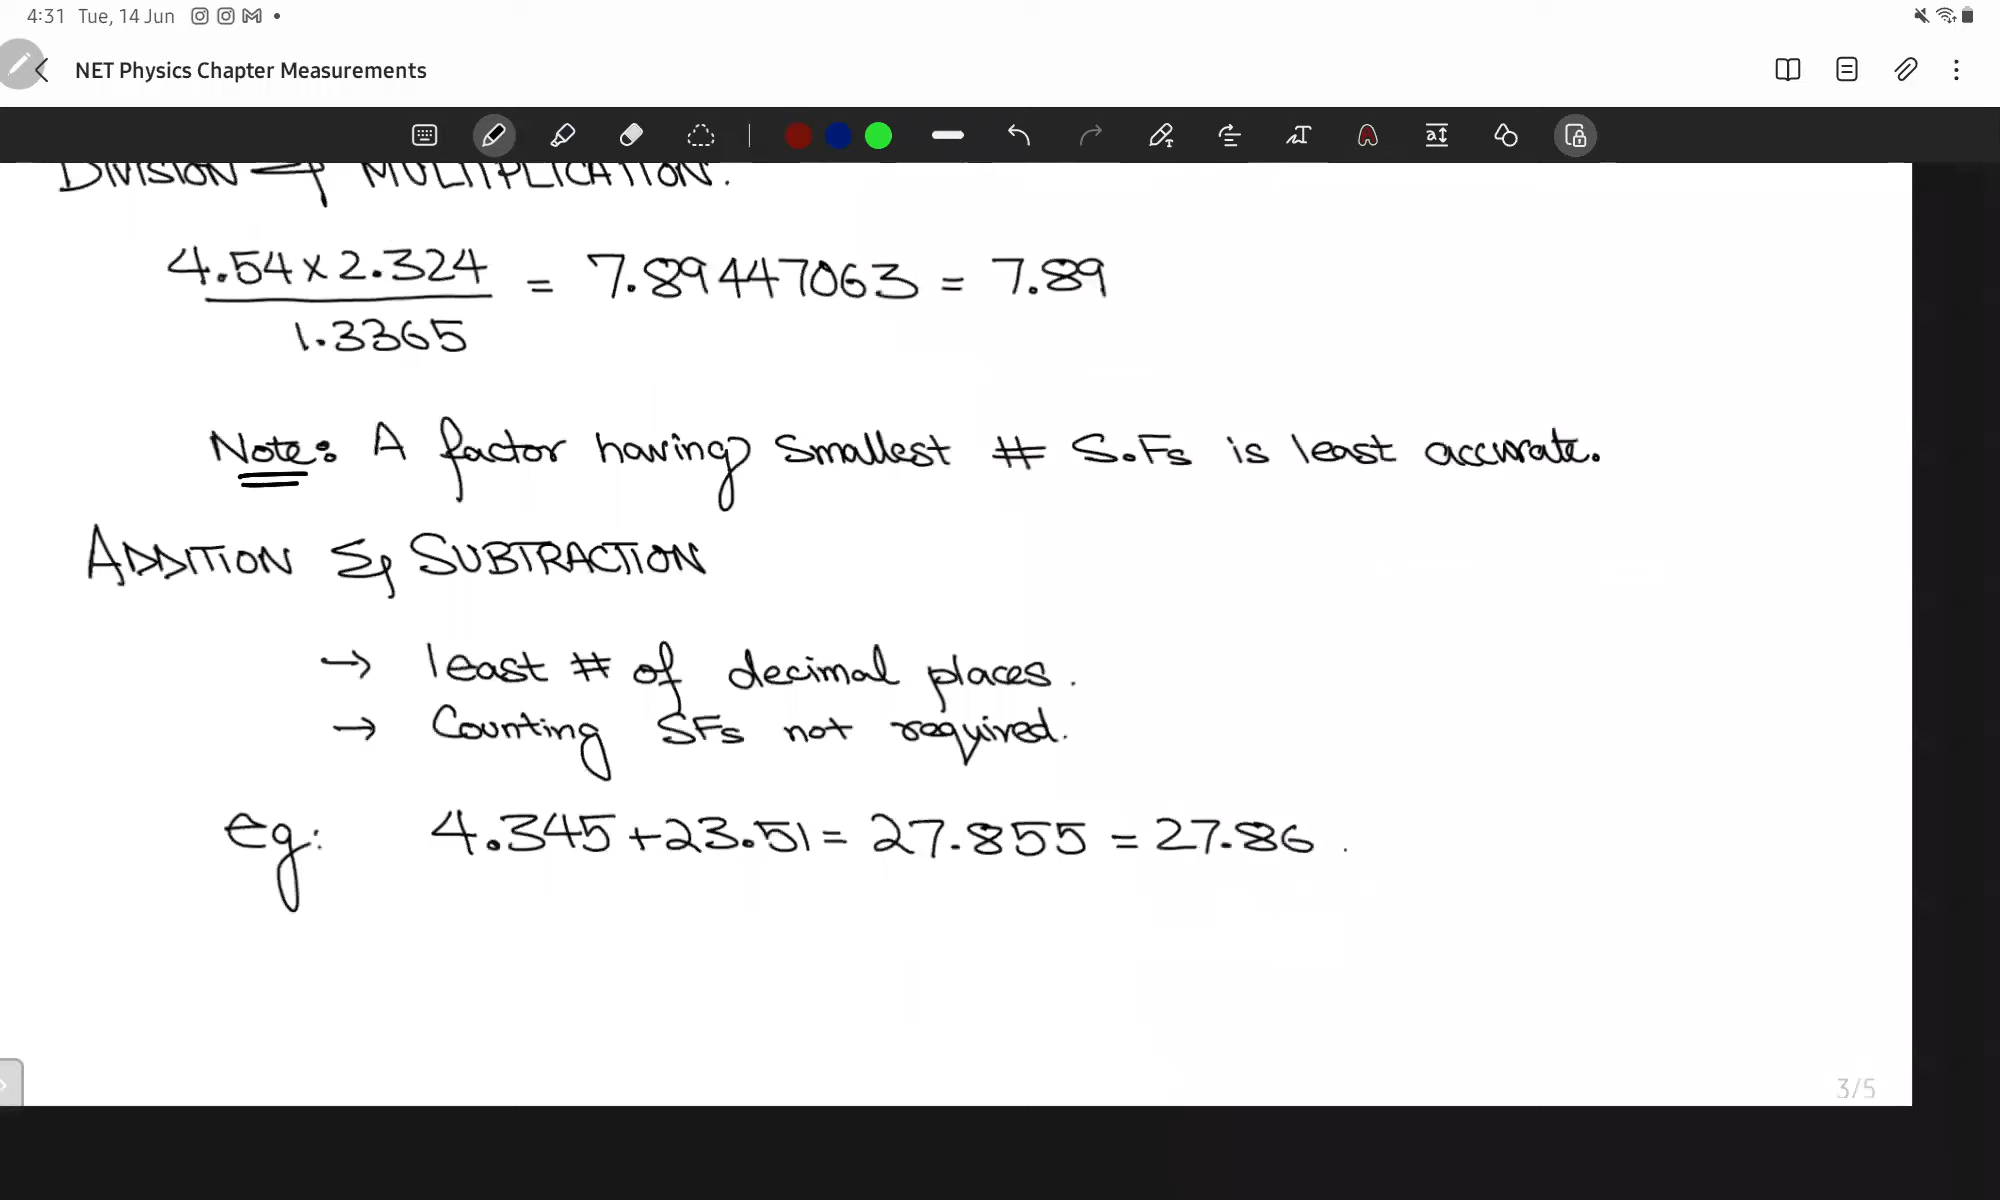 4:31 Tue, 14 Jun
NET Physics Chapter Measurements
DIVISION & MULTIPLICATION.
4.54 x 2.324
1.3365
= 7.89447063 = 7.89
Note: A factor having smallest # S.Fs is least accurate.
ADDITION & SUBTRACTION
→ least # of decimal places.
→ Counting SFs not required.
eg: 4.345 + 23.51 = 27.855 = 27.86 .
3/5